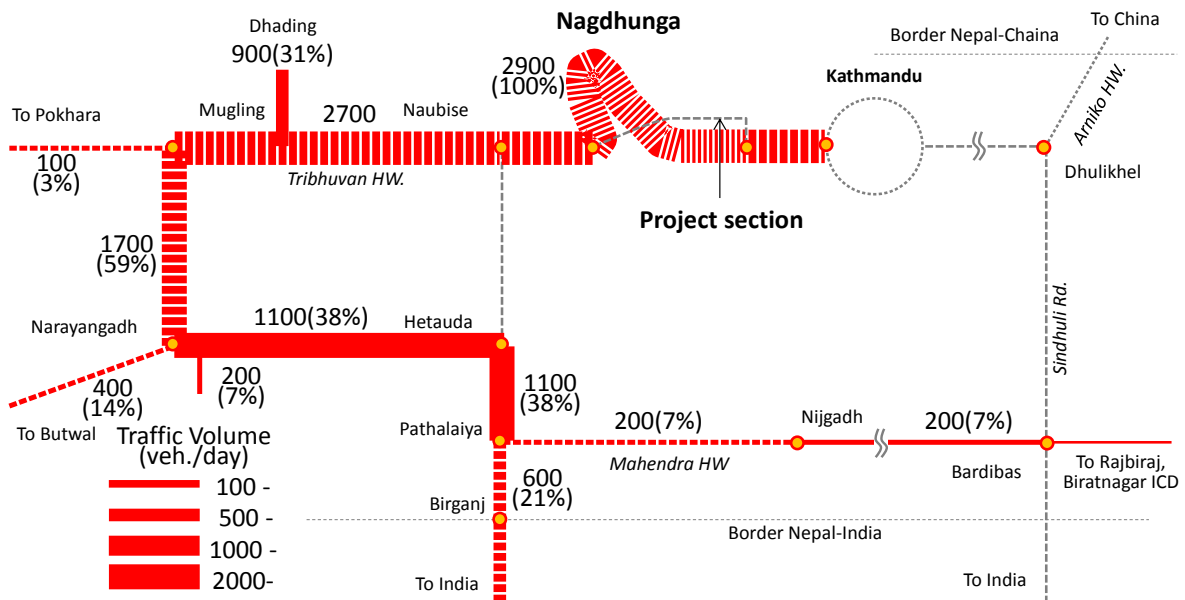 Dhading
900(31%)
Nagdhunga
To China
Border Nepal-Chaina
2900
(100%)
Kathmandu
Arniko HW.
To Pokhara
Mugling
2700
Naubise
100
(3%)
Tribhuvan HW.
Dhulikhel
Project section
1700
(59%)
Narayangadh
1100(38%)
Hetauda
Sindhuli Rd.
400
(14%)
200
(7%)
1100
(38%)
To Butwal
Traffic Volume
(veh./day)
Pathalaiya
200(7%)
Nijgadh
200(7%)
Mahendra HW
Bardibas
To Rajbiraj,
Biratnagar ICD
100 -
600
(21%)
Birganj
500 -
Border Nepal-India
1000 -
2000-
To India
To India